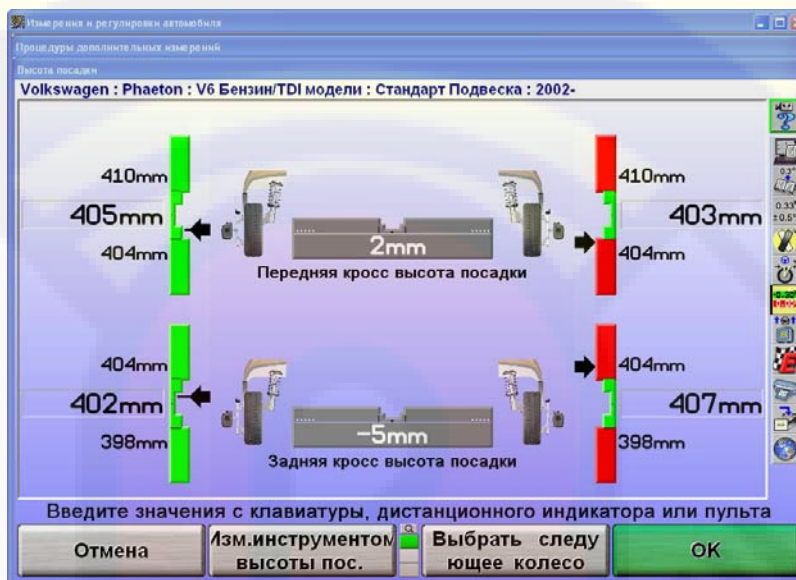 Измерения и регулировки автомобиля
Процедуры дополнительных измерений
Высота посадки
Volkswagen : Phaeton : V6 Бензин/TDI модели : Стандарт Подвеска : 2002-
410mm
410mm
405mm
403mm
2mm
404mm
404mm
Передняя кросс высота посадки
404mm
404mm
402mm
407mm
-5mm
398mm
398mm
Задняя кросс высота посадки
Введите значения с клавиатуры, дистанционного индикатора или пульта
Отмена
Изм.инструментом
высоты пос.
Выбрать следу
ющее колесо
OK